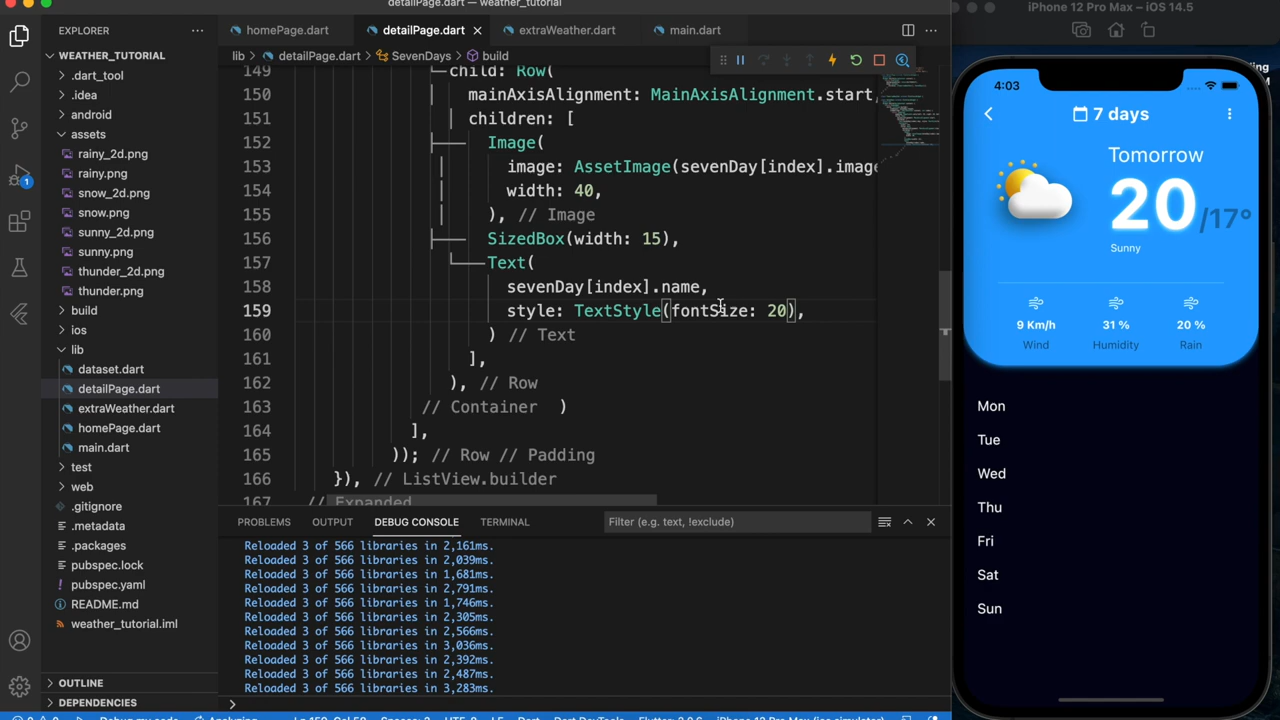 detailPage.dart — weather_tutorial
iPhone 12 Pro Max – iOS 14.5
EXPLORER
homePage.dart
detailPage.dart
extraWeather.dart
main.dart
lib > detailPage.dart > SevenDays > build
WEATHER_TUTORIAL
.dart_tool
.idea
android
assets
rainy_2d.png
rainy.png
snow_2d.png
snow.png
sunny_2d.png
sunny.png
thunder_2d.png
thunder.png
build
ios
lib
dataset.dart
detailPage.dart
extraWeather.dart
homePage.dart
main.dart
test
web
.gitignore
.metadata
.packages
pubspec.lock
pubspec.yaml
README.md
weather_tutorial.iml
OUTLINE
DEPENDENCIES
1
149 child: Row(
150 mainAxisAlignment: MainAxisAlignment.start,
151 children: [
152 Image(
153 image: AssetImage(sevenDay[index].image
154 width: 40,
155 ), // Image
156 SizedBox(width: 15),
157 Text(
158 sevenDay[index].name,
159 style: TextStyle(fontSize: 20),
160 ) // Text
161 ],
162 ), // Row
163 // Container )
164 ],
165 )); // Row // Padding
166 }), // ListView.builder
167 // Expanded
PROBLEMS OUTPUT DEBUG CONSOLE TERMINAL
Filter (e.g. text, !exclude)
Reloaded 3 of 566 libraries in 2,161ms.
Reloaded 3 of 566 libraries in 2,039ms.
Reloaded 3 of 566 libraries in 1,681ms.
Reloaded 3 of 566 libraries in 2,791ms.
Reloaded 3 of 566 libraries in 1,746ms.
Reloaded 3 of 566 libraries in 2,305ms.
Reloaded 3 of 566 libraries in 2,566ms.
Reloaded 3 of 566 libraries in 3,036ms.
Reloaded 3 of 566 libraries in 2,392ms.
Reloaded 3 of 566 libraries in 2,487ms.
Reloaded 3 of 566 libraries in 3,283ms.
4:03
7 days
Tomorrow
20/17°
Sunny
9 Km/h 31 % 20 %
Wind Humidity Rain
Mon
Tue
Wed
Thu
Fri
Sat
Sun